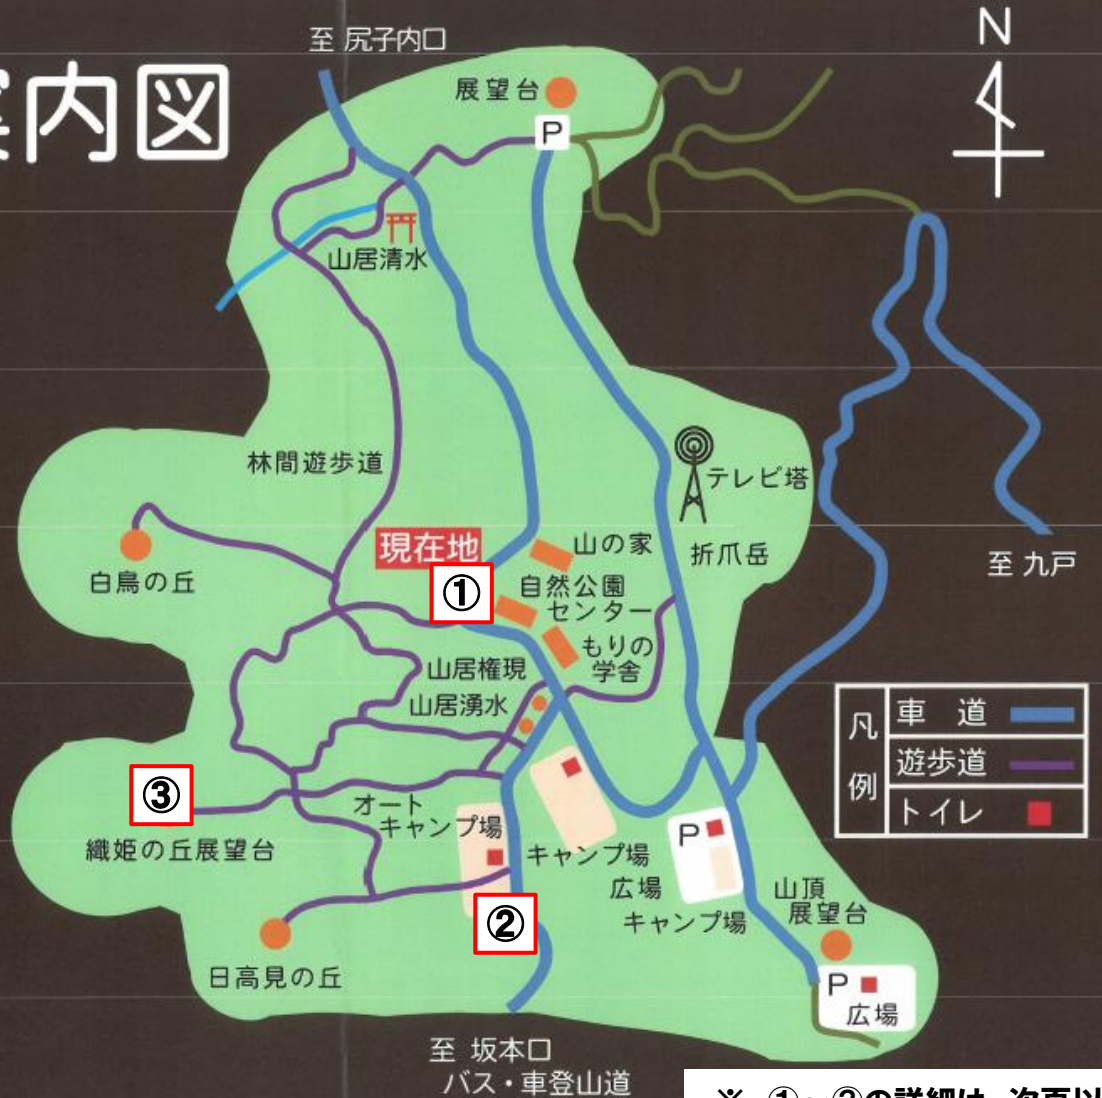 案内図
N
至 尻子内口
展望台
P
山居清水
林間遊歩道
テレビ塔
折爪岳
現在地
①
山の家
自然公園
センター
もりの
学舎
白鳥の丘
至 九戸
山居権現
山居湧水
③
織姫の丘展望台
オート
キャンプ場
キャンプ場
②
日高見の丘
P
広場
キャンプ場
山頂
展望台
P
広場
凡例
車 道
遊歩道
トイレ
至 坂本口
バス・車登山道